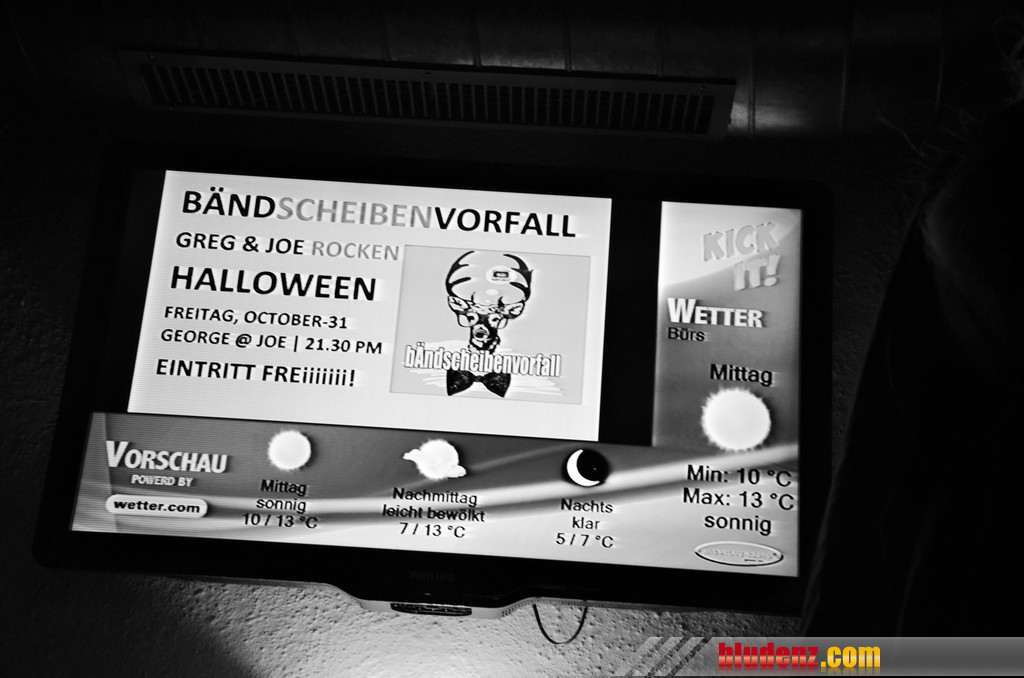 BÄNDSCHEIBENVORFALL
GREG & JOE ROCKEN
HALLOWEEN
FREITAG, OCTOBER-31
GEORGE @ JOE | 21.30 PM
EINTRITT FREiiiiiii!
bÄndscheibenvorfall
KICK
IT!
WETTER
Bürs
Mittag
Min: 10 °C
Max: 13 °C
sonnig
VORSCHAU
POWERD BY
wetter.com
Mittag
sonnig
10 / 13 °C
Nachmittag
leicht bewölkt
7 / 13 °C
Nachts
klar
5 / 7 °C
PHILIPS
bludenz.com